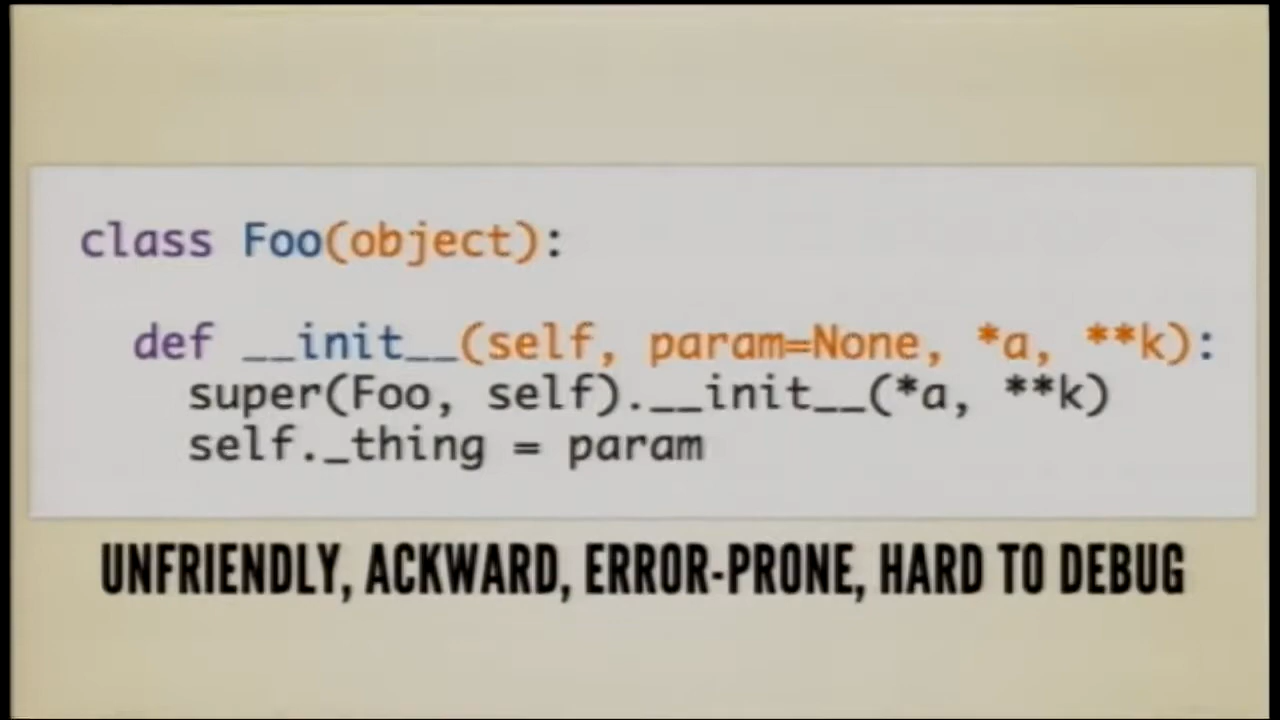 class Foo(object):
def __init__(self, param=None, *a, **k):
super(Foo, self).__init__(*a, **k)
self._thing = param
UNFRIENDLY, ACKWARD, ERROR-PRONE, HARD TO DEBUG